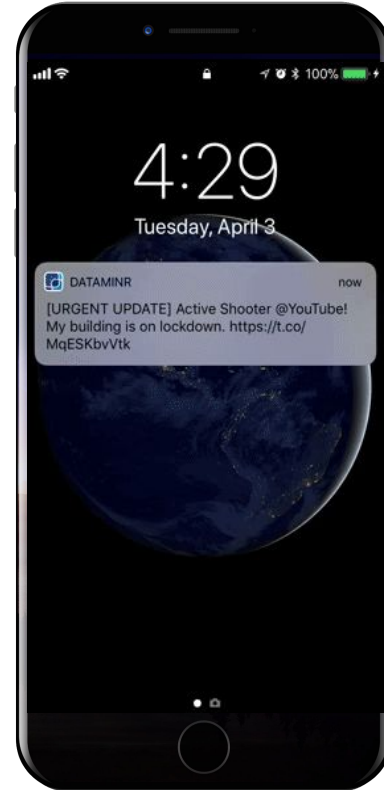 100%
4:29
Tuesday, April 3
DATAMINR now
[URGENT UPDATE] Active Shooter @YouTube!
My building is on lockdown. https://t.co/
MqESKbvVtk